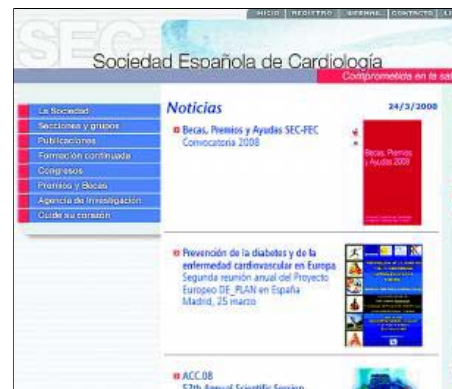 INICIO | REGISTRO | WEBMAIL | CONTACTO
SEC
Sociedad Española de Cardiología
Comprometida en la sal
La Sociedad
Secciones y grupos
Publicaciones
Formación continuada
Congresos
Premios y Becas
Agencia de Investigación
Cuide su corazón
Noticias
24/3/2008
Becas, Premios y Ayudas SEC-FEC
Convocatoria 2008
Becas, Premios
y Ayudas 2008
Prevención de la diabetes y de la
enfermedad cardiovascular en Europa
Segunda reunión anual del Proyecto
Europeo DE_PLAN en España
Madrid, 25 marzo
ACC.08
57th Annual Scientific Session